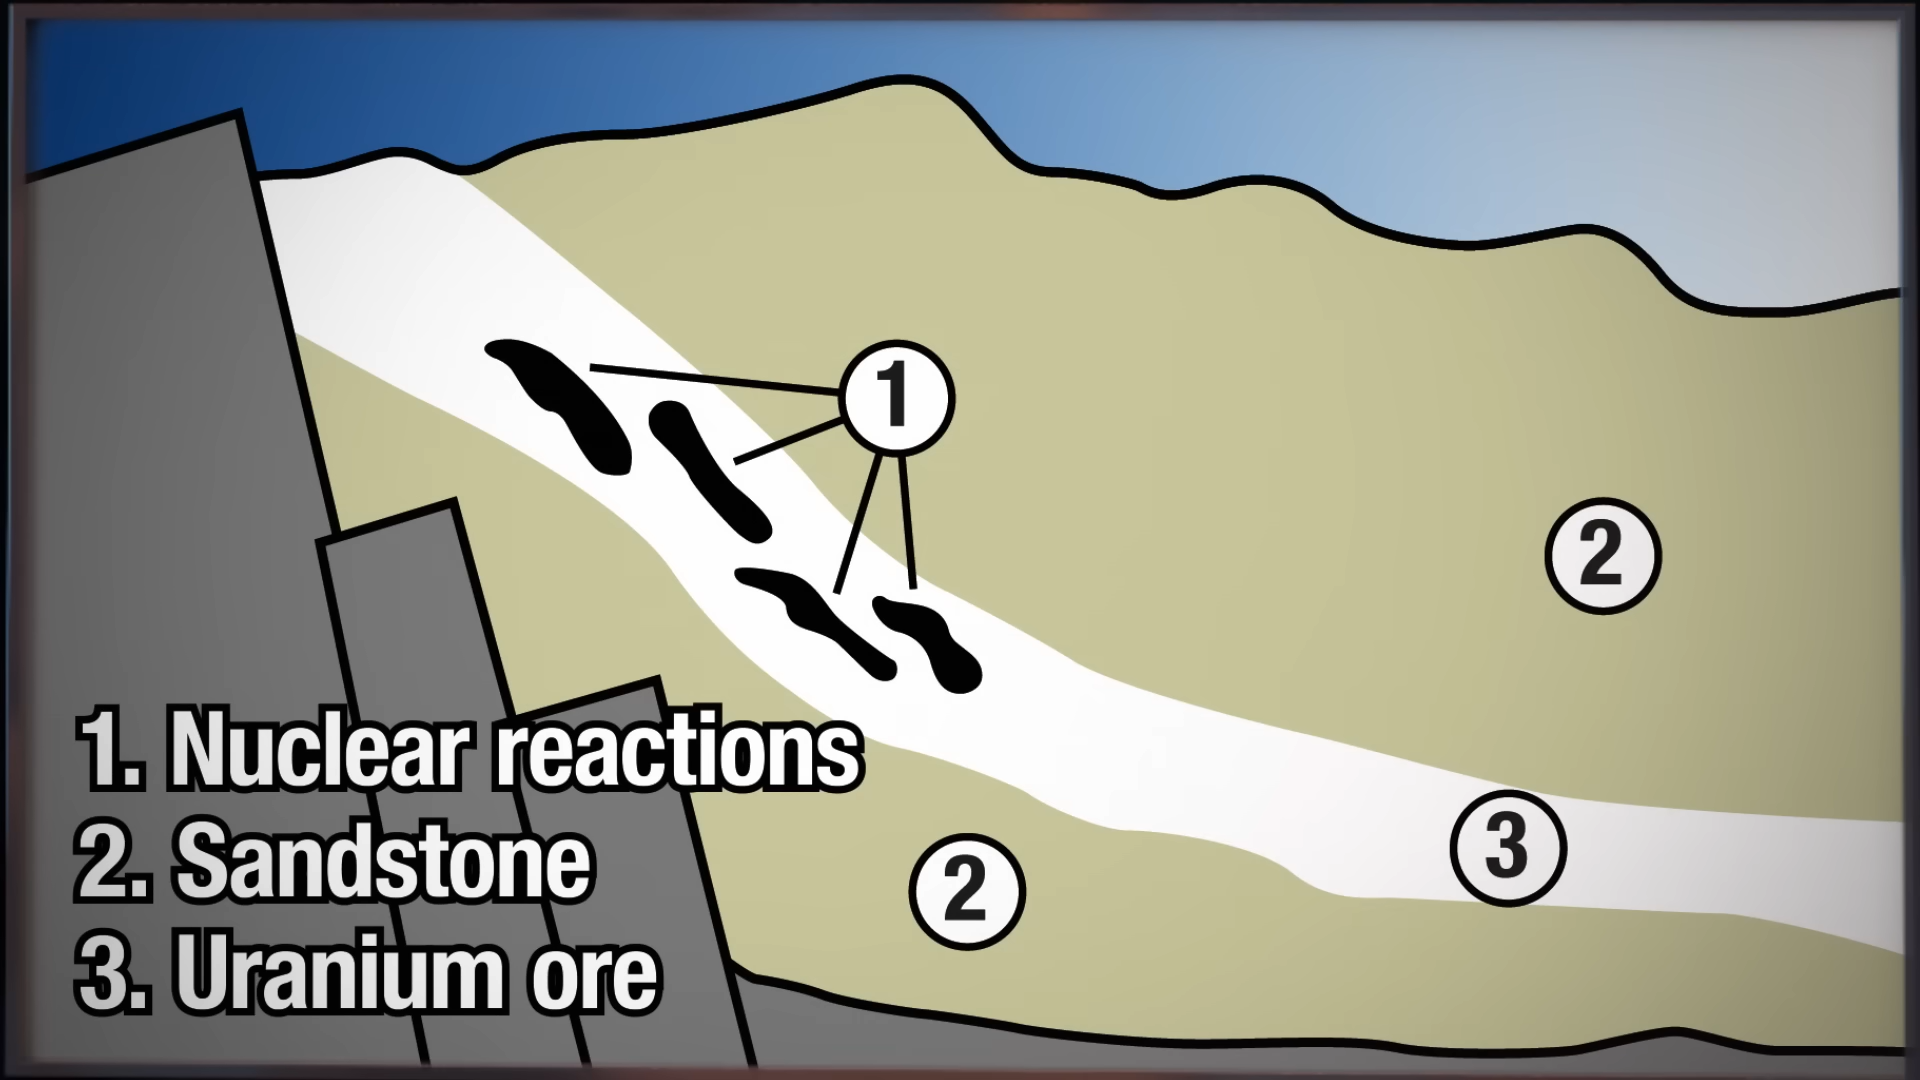 1
2
3
2
1. Nuclear reactions
2. Sandstone
3. Uranium ore